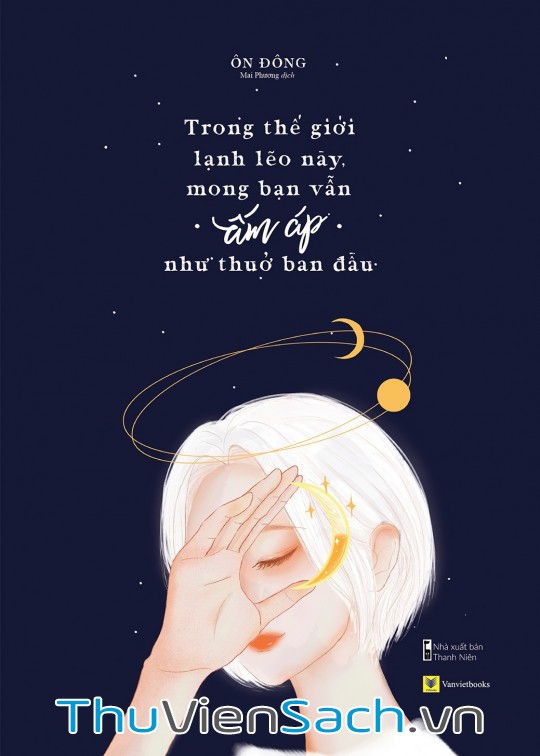 ÔN ĐÔNG
Mai Phương dịch
Trong thế giới
lạnh lẽo này,
mong bạn vẫn
ấm áp
như thuở ban đầu
Nhà xuất bản
Thanh Niên
Vanvietbooks
ThuVienSach.vn